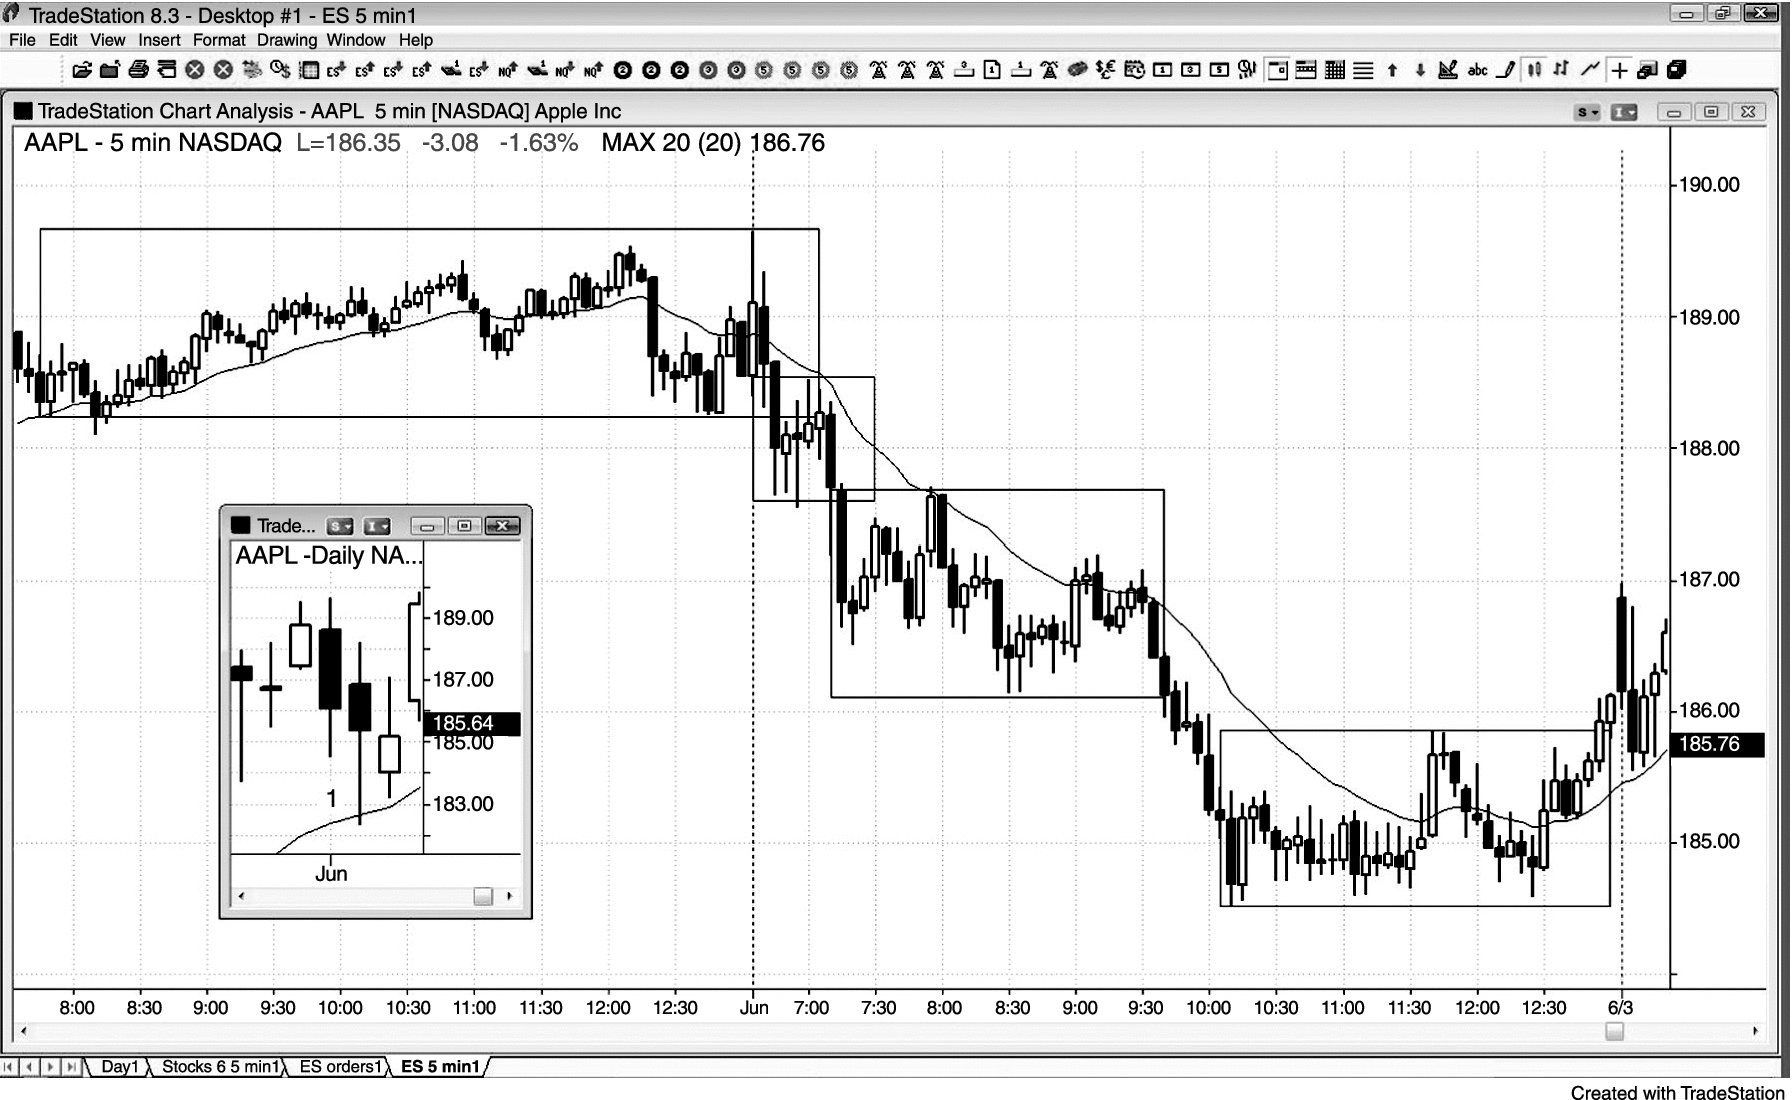 TradeStation 8.3 - Desktop #1 - ES 5 min1
File Edit View Insert Format Drawing Window Help
TradeStation Chart Analysis - AAPL 5 min [NASDAQ] Apple Inc
AAPL - 5 min NASDAQ L=186.35 -3.08 -1.63% MAX 20 (20) 186.76
190.00
189.00
188.00
187.00
186.00
185.76
185.00
Trade...
AAPL -Daily NA...
189.00
187.00
185.64
185.00
183.00
1
Jun
8:00 8:30 9:00 9:30 10:00 10:30 11:00 11:30 12:00 12:30 Jun 7:00 7:30 8:00 8:30 9:00 9:30 10:00 10:30 11:00 11:30 12:00 12:30 6/3
Day1 Stocks 6 5 min1 ES orders1 ES 5 min1
Created with TradeStation